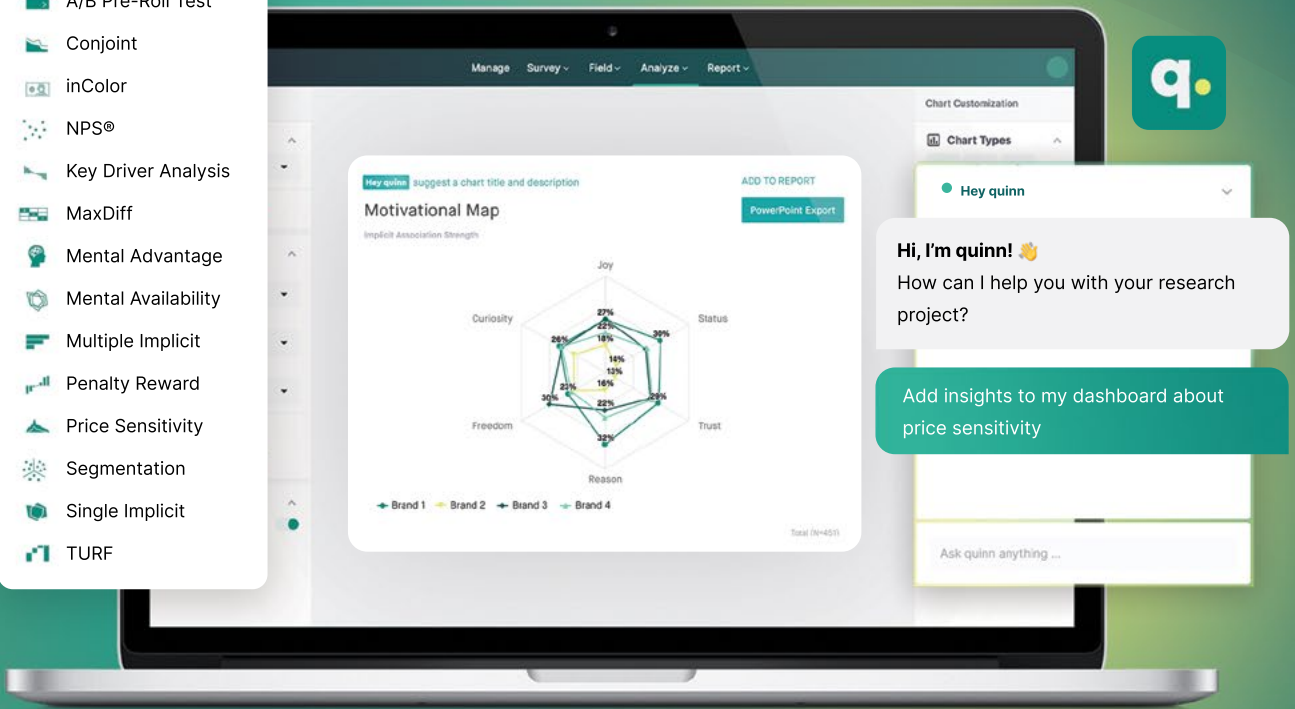 A/B Pre-Roll Test
Conjoint
inColor
NPS®
Key Driver Analysis
MaxDiff
Mental Advantage
Mental Availability
Multiple Implicit
Penalty Reward
Price Sensitivity
Segmentation
Single Implicit
TURF
Manage Survey Field Analyze Report
Hey quinn suggest a chart title and description
Motivational Map
Implicit Association Strength
ADD TO REPORT
PowerPoint Export
Joy
Curiosity
Status
27%
22%
18%
26%
30%
14%
13%
16%
23%
30%
22%
29%
32%
Freedom
Trust
Reason
Brand 1 Brand 2 Brand 3 Brand 4
Total (N=451)
Chart Customization
Chart Types
q.
Hey quinn
Hi, I'm quinn! 👋
How can I help you with your research
project?
Add insights to my dashboard about
price sensitivity
Ask quinn anything ...